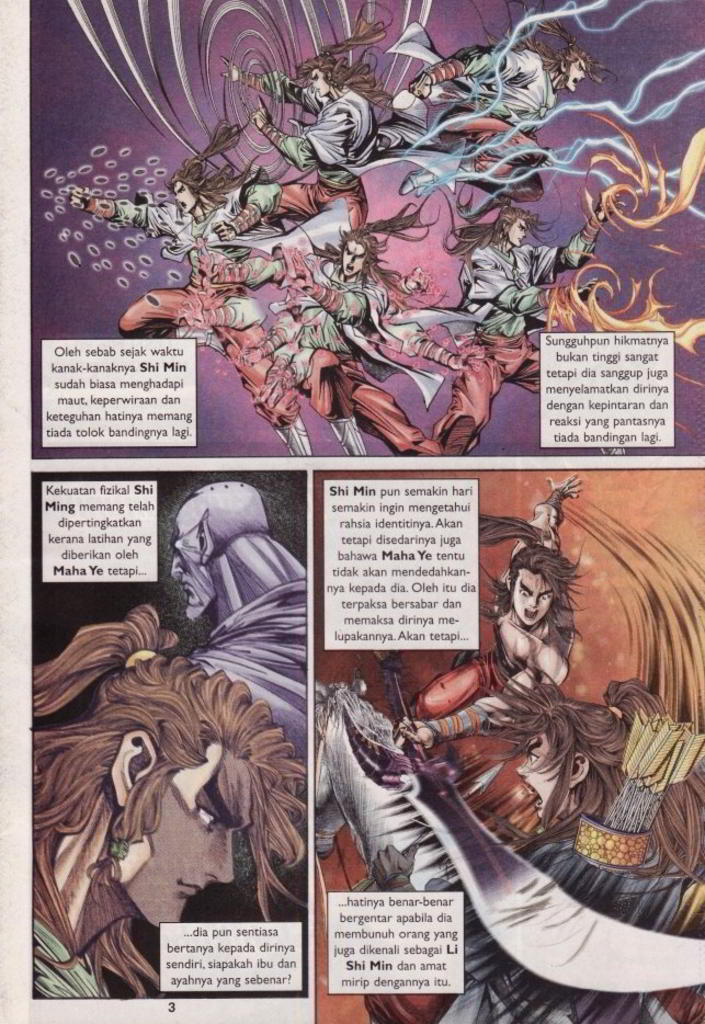 Oleh sebab sejak waktu
kanak-kanaknya Shi Min
sudah biasa menghadapi
maut, keperwiraan dan
keteguhan hatinya memang
tiada tolok bandingnya lagi.
Sungguhpun hikmatnya
bukan tinggi sangat
tetapi dia sanggup juga
menyelamatkan dirinya
dengan kepintaran dan
reaksi yang pantasnya
tiada bandingan lagi.
Kekuatan fizikal Shi
Ming memang telah
dipertingkatkan
kerana latihan yang
diberikan oleh
Maha Ye tetapi...
...dia pun sentiasa
bertanya kepada dirinya
sendiri, siapakah ibu dan
ayahnya yang sebenar?
Shi Min pun semakin hari
semakin ingin mengetahui
rahsia identitinya. Akan
tetapi disedarinya juga
bahawa Maha Ye tentu
tidak akan mendedahkan-
nya kepada dia. Oleh itu dia
terpaksa bersabar dan
memaksa dirinya me-
lupakannya. Akan tetapi...
...hatinya benar-benar
bergentar apabila dia
membunuh orang yang
juga dikenali sebagai Li
Shi Min dan amat
mirip dengannya itu.
3